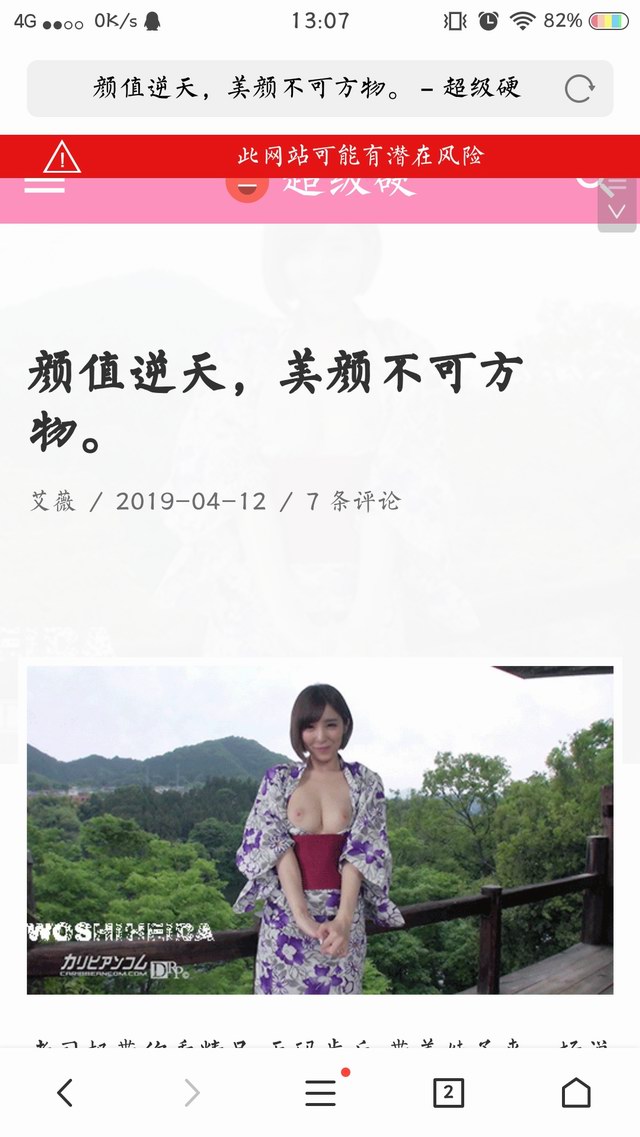 4G 0K/s 13:07 82%
颜值逆天，美颜不可方物。 – 超级硬
此网站可能有潜在风险
超级硬
颜值逆天，美颜不可方
物。
艾薇 / 2019-04-12 / 7 条评论
WOSHIHEIDA
カリビアンコム DRP
CARIBBEANCOM.COM
2